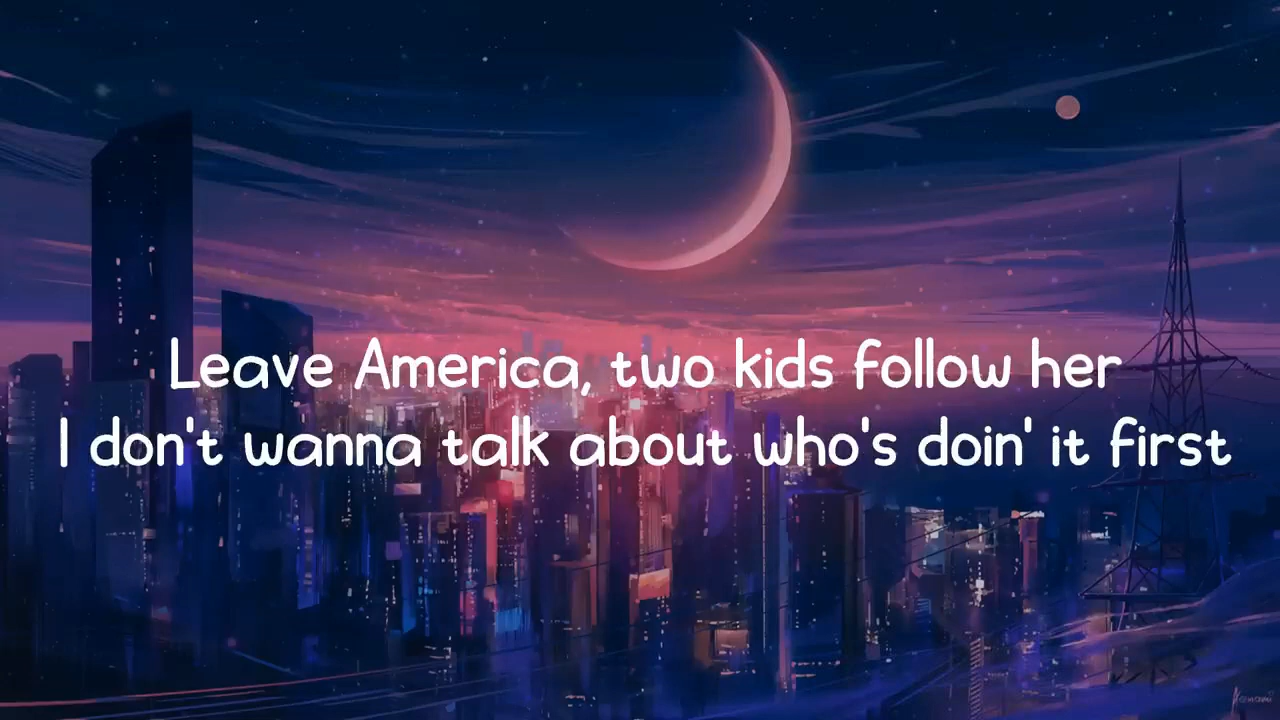 Leave America, two kids follow her
I don't wanna talk about who's doin' it first